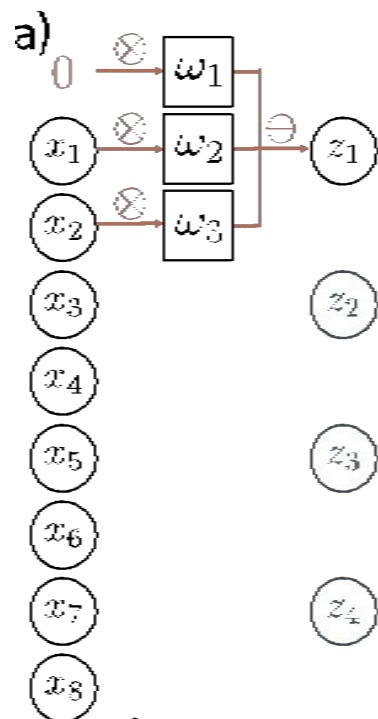 a)
0 ⊗ ω₁
x₁ ⊗ ω₂ ⊕ z₁
x₂ ⊗ ω₃
x₃ z₂
x₄
x₅ z₃
x₆
x₇ z₄
x₈